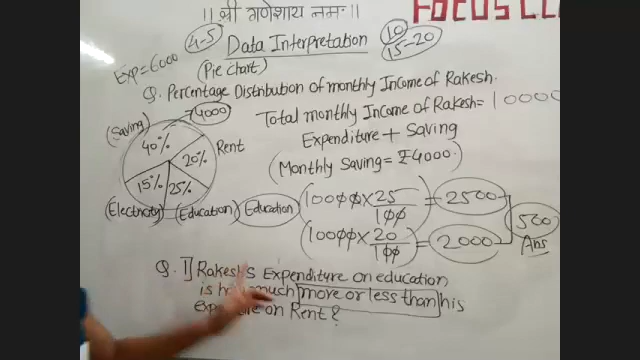 ।। श्री गणेशाय नमः।।
FOCUS
4-5
Data Interpretation
10
15-20
(Pie chart)
Exp=6000
Q. Percentage Distribution of monthly Income of Rakesh.
→4000
Total monthly Income of Rakesh=10000
(Saving)
Expenditure + Saving
40%
20%
Rent
(Monthly Saving = ₹4000.)
15%
25%
(Electricity)
(Education)
Education
10000×25/100 = 2500
10000×20/100 = 2000
500
Ans
Q. 1] Rakesh's Expenditure on education
is how much more or less than his
on Rent?